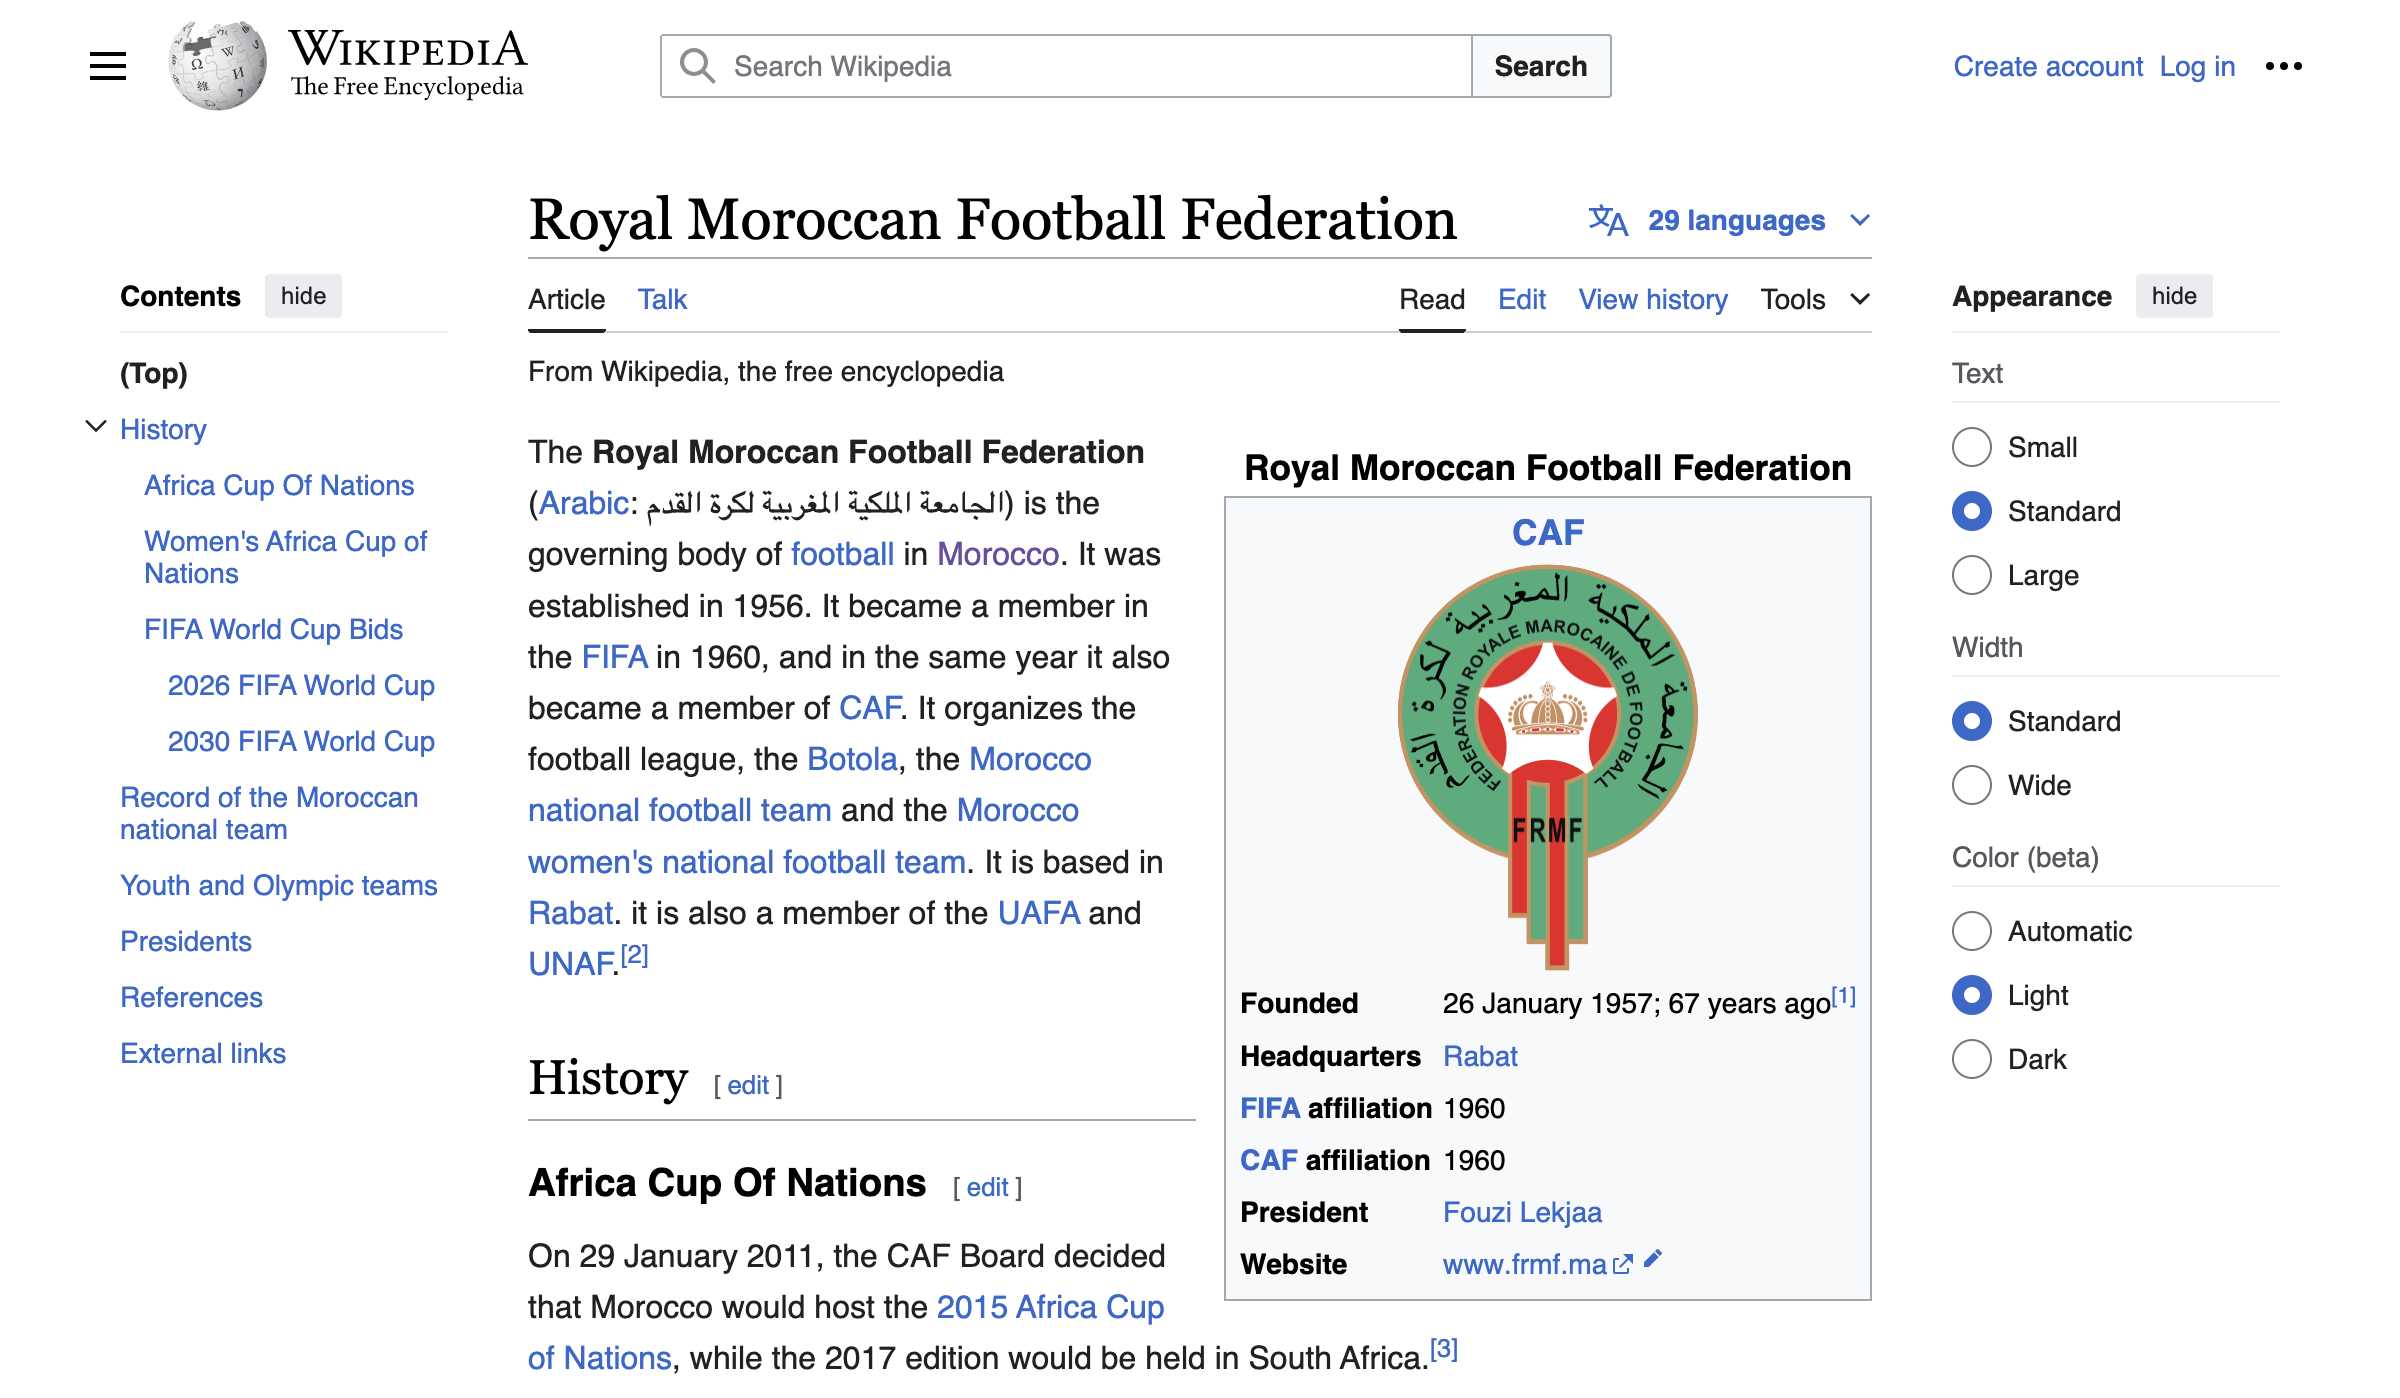 WIKIPEDIA
The Free Encyclopedia
Search Wikipedia
Search
Create account Log in
Royal Moroccan Football Federation
29 languages
Contents hide
(Top)
History
Africa Cup Of Nations
Women's Africa Cup of
Nations
FIFA World Cup Bids
2026 FIFA World Cup
2030 FIFA World Cup
Record of the Moroccan
national team
Youth and Olympic teams
Presidents
References
External links
Article Talk
Read Edit View history Tools
From Wikipedia, the free encyclopedia
The Royal Moroccan Football Federation
(Arabic: الجامعة الملكية المغربية لكرة القدم) is the
governing body of football in Morocco. It was
established in 1956. It became a member in
the FIFA in 1960, and in the same year it also
became a member of CAF. It organizes the
football league, the Botola, the Morocco
national football team and the Morocco
women's national football team. It is based in
Rabat. it is also a member of the UAFA and
UNAF.[2]
History [ edit ]
Africa Cup Of Nations [ edit ]
On 29 January 2011, the CAF Board decided
that Morocco would host the 2015 Africa Cup
of Nations, while the 2017 edition would be held in South Africa.[3]
Royal Moroccan Football Federation
CAF
الجامعة الملكية المغربية لكرة القدم
FEDERATION ROYALE MAROCAINE DE FOOTBALL
FRMF
Founded 26 January 1957; 67 years ago[1]
Headquarters Rabat
FIFA affiliation 1960
CAF affiliation 1960
President Fouzi Lekjaa
Website www.frmf.ma
Appearance hide
Text
Small
Standard
Large
Width
Standard
Wide
Color (beta)
Automatic
Light
Dark